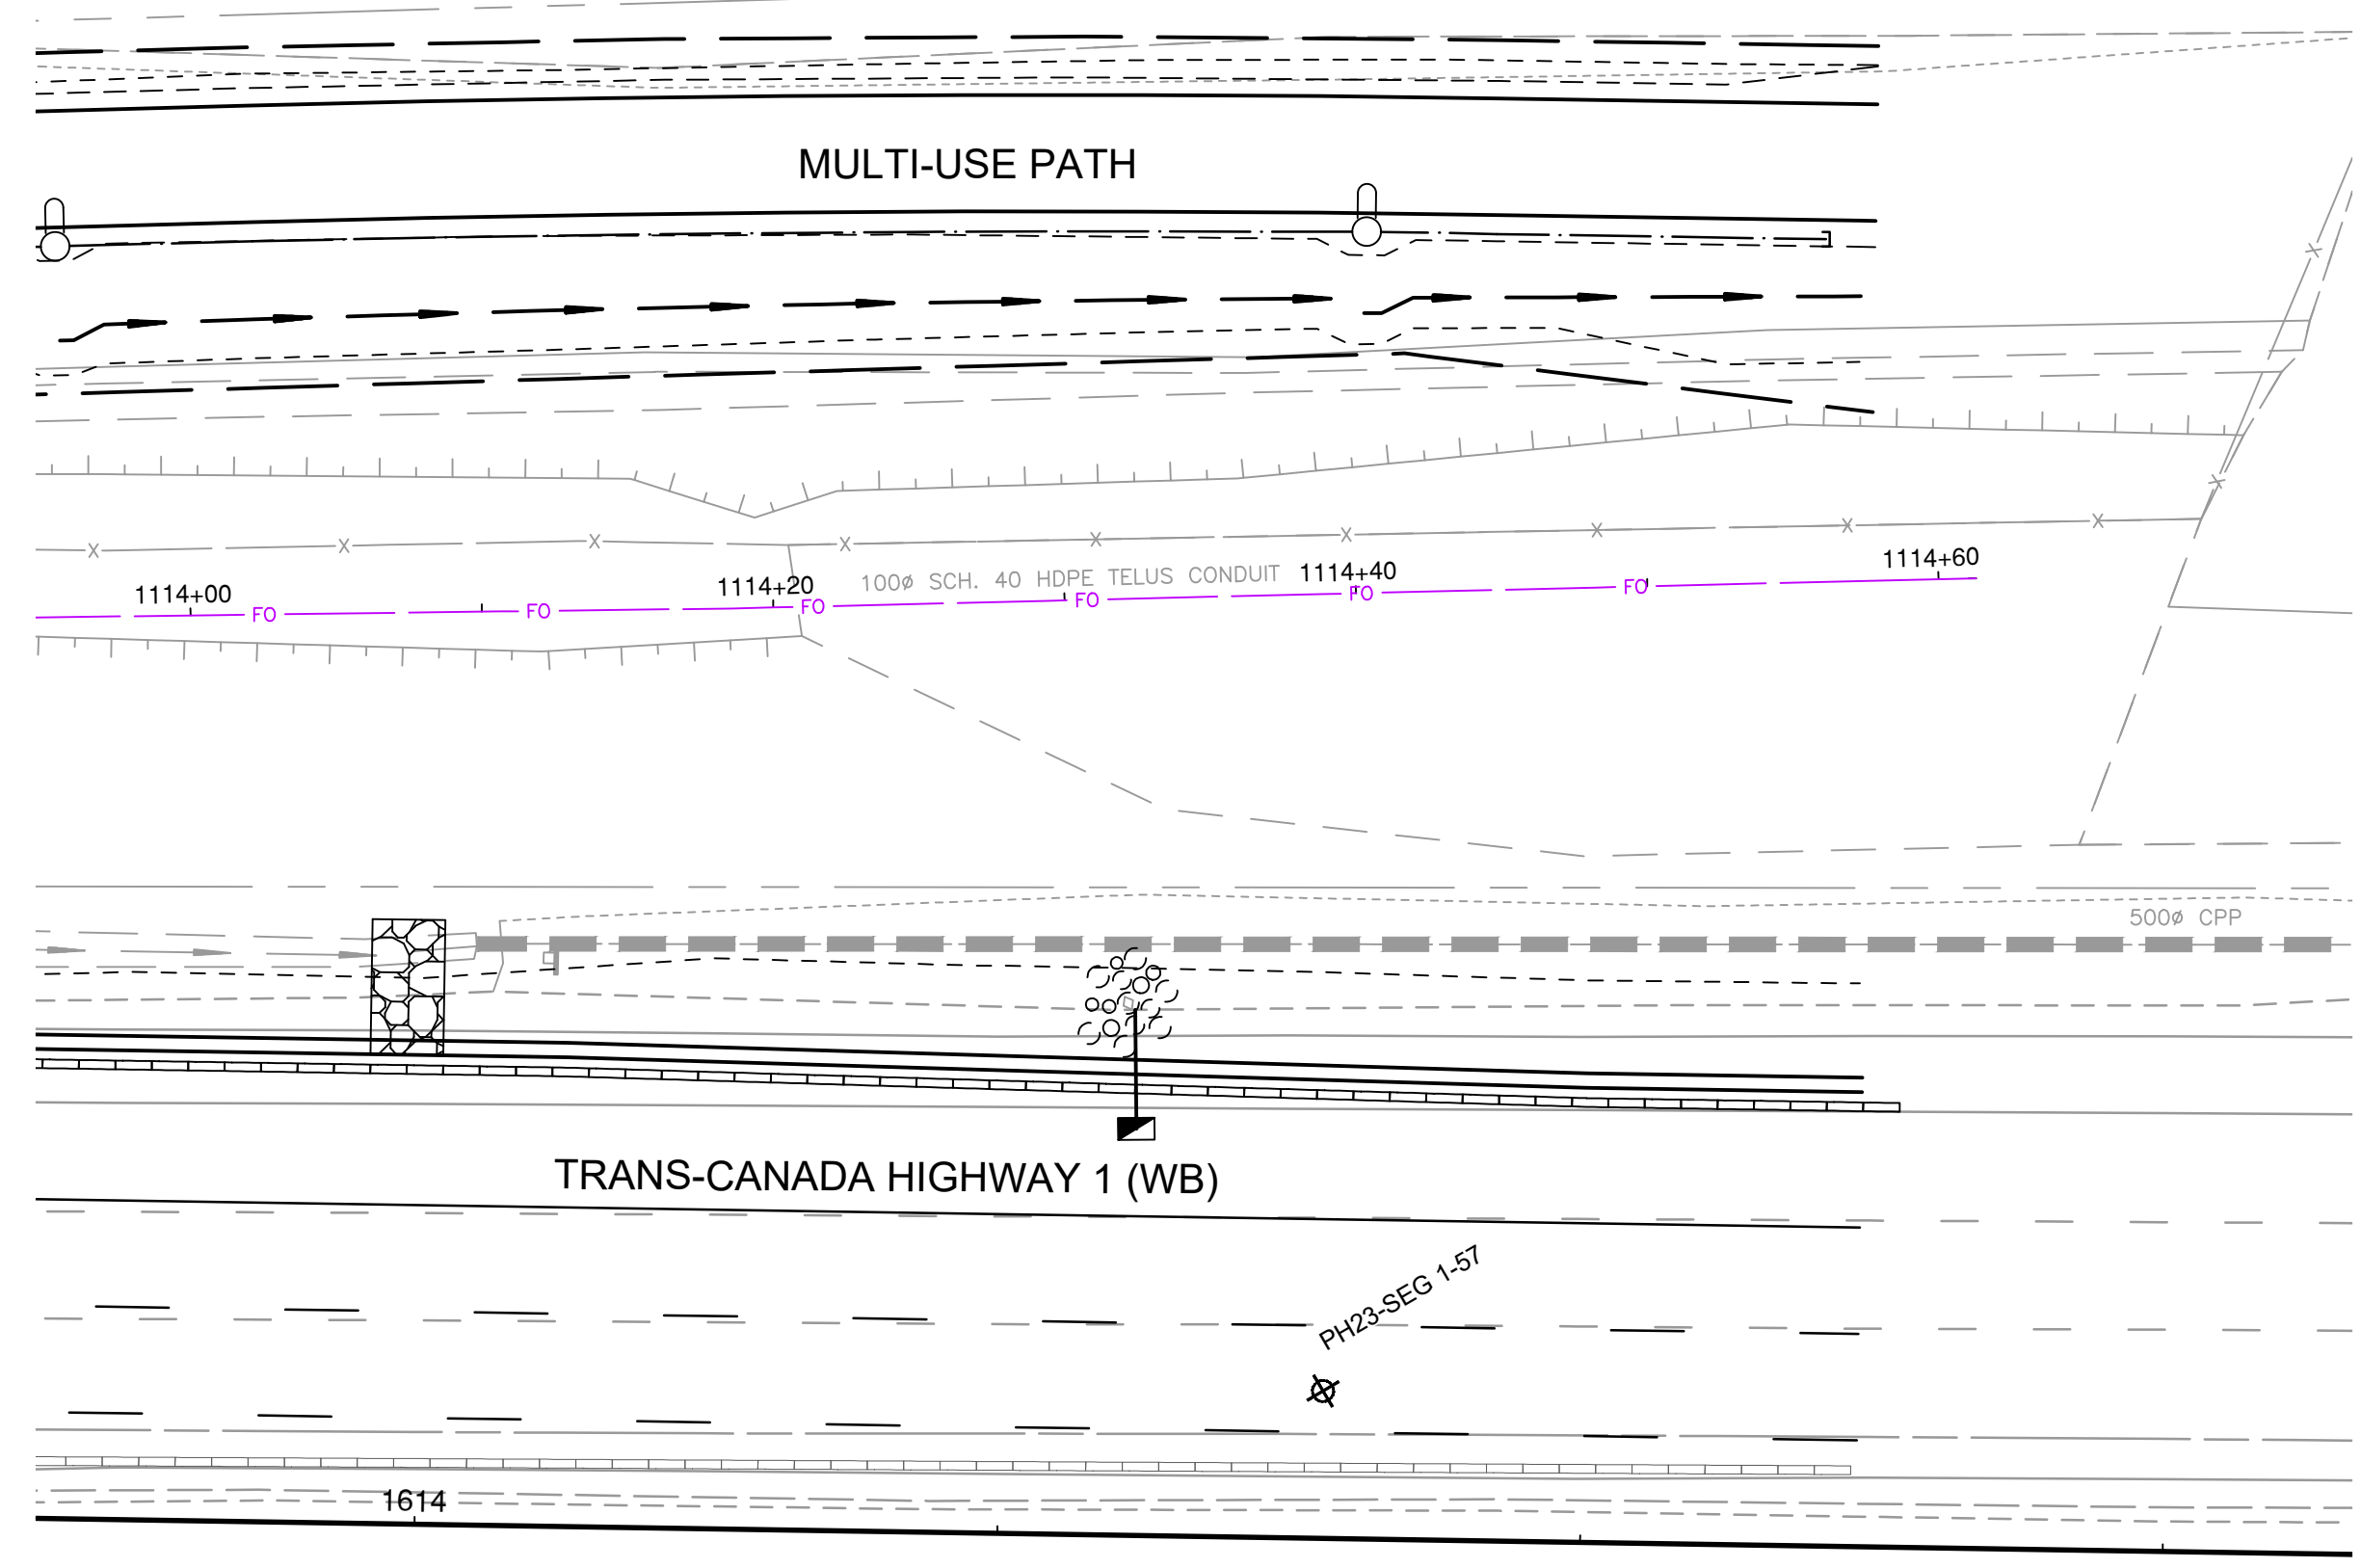 MULTI-USE PATH
1114+00
1114+20
100ø SCH. 40 HDPE TELUS CONDUIT
1114+40
1114+60
FO
FO
FO
FO
FO
FO
500ø CPP
TRANS-CANADA HIGHWAY 1 (WB)
PH23-SEG 1-57
1614